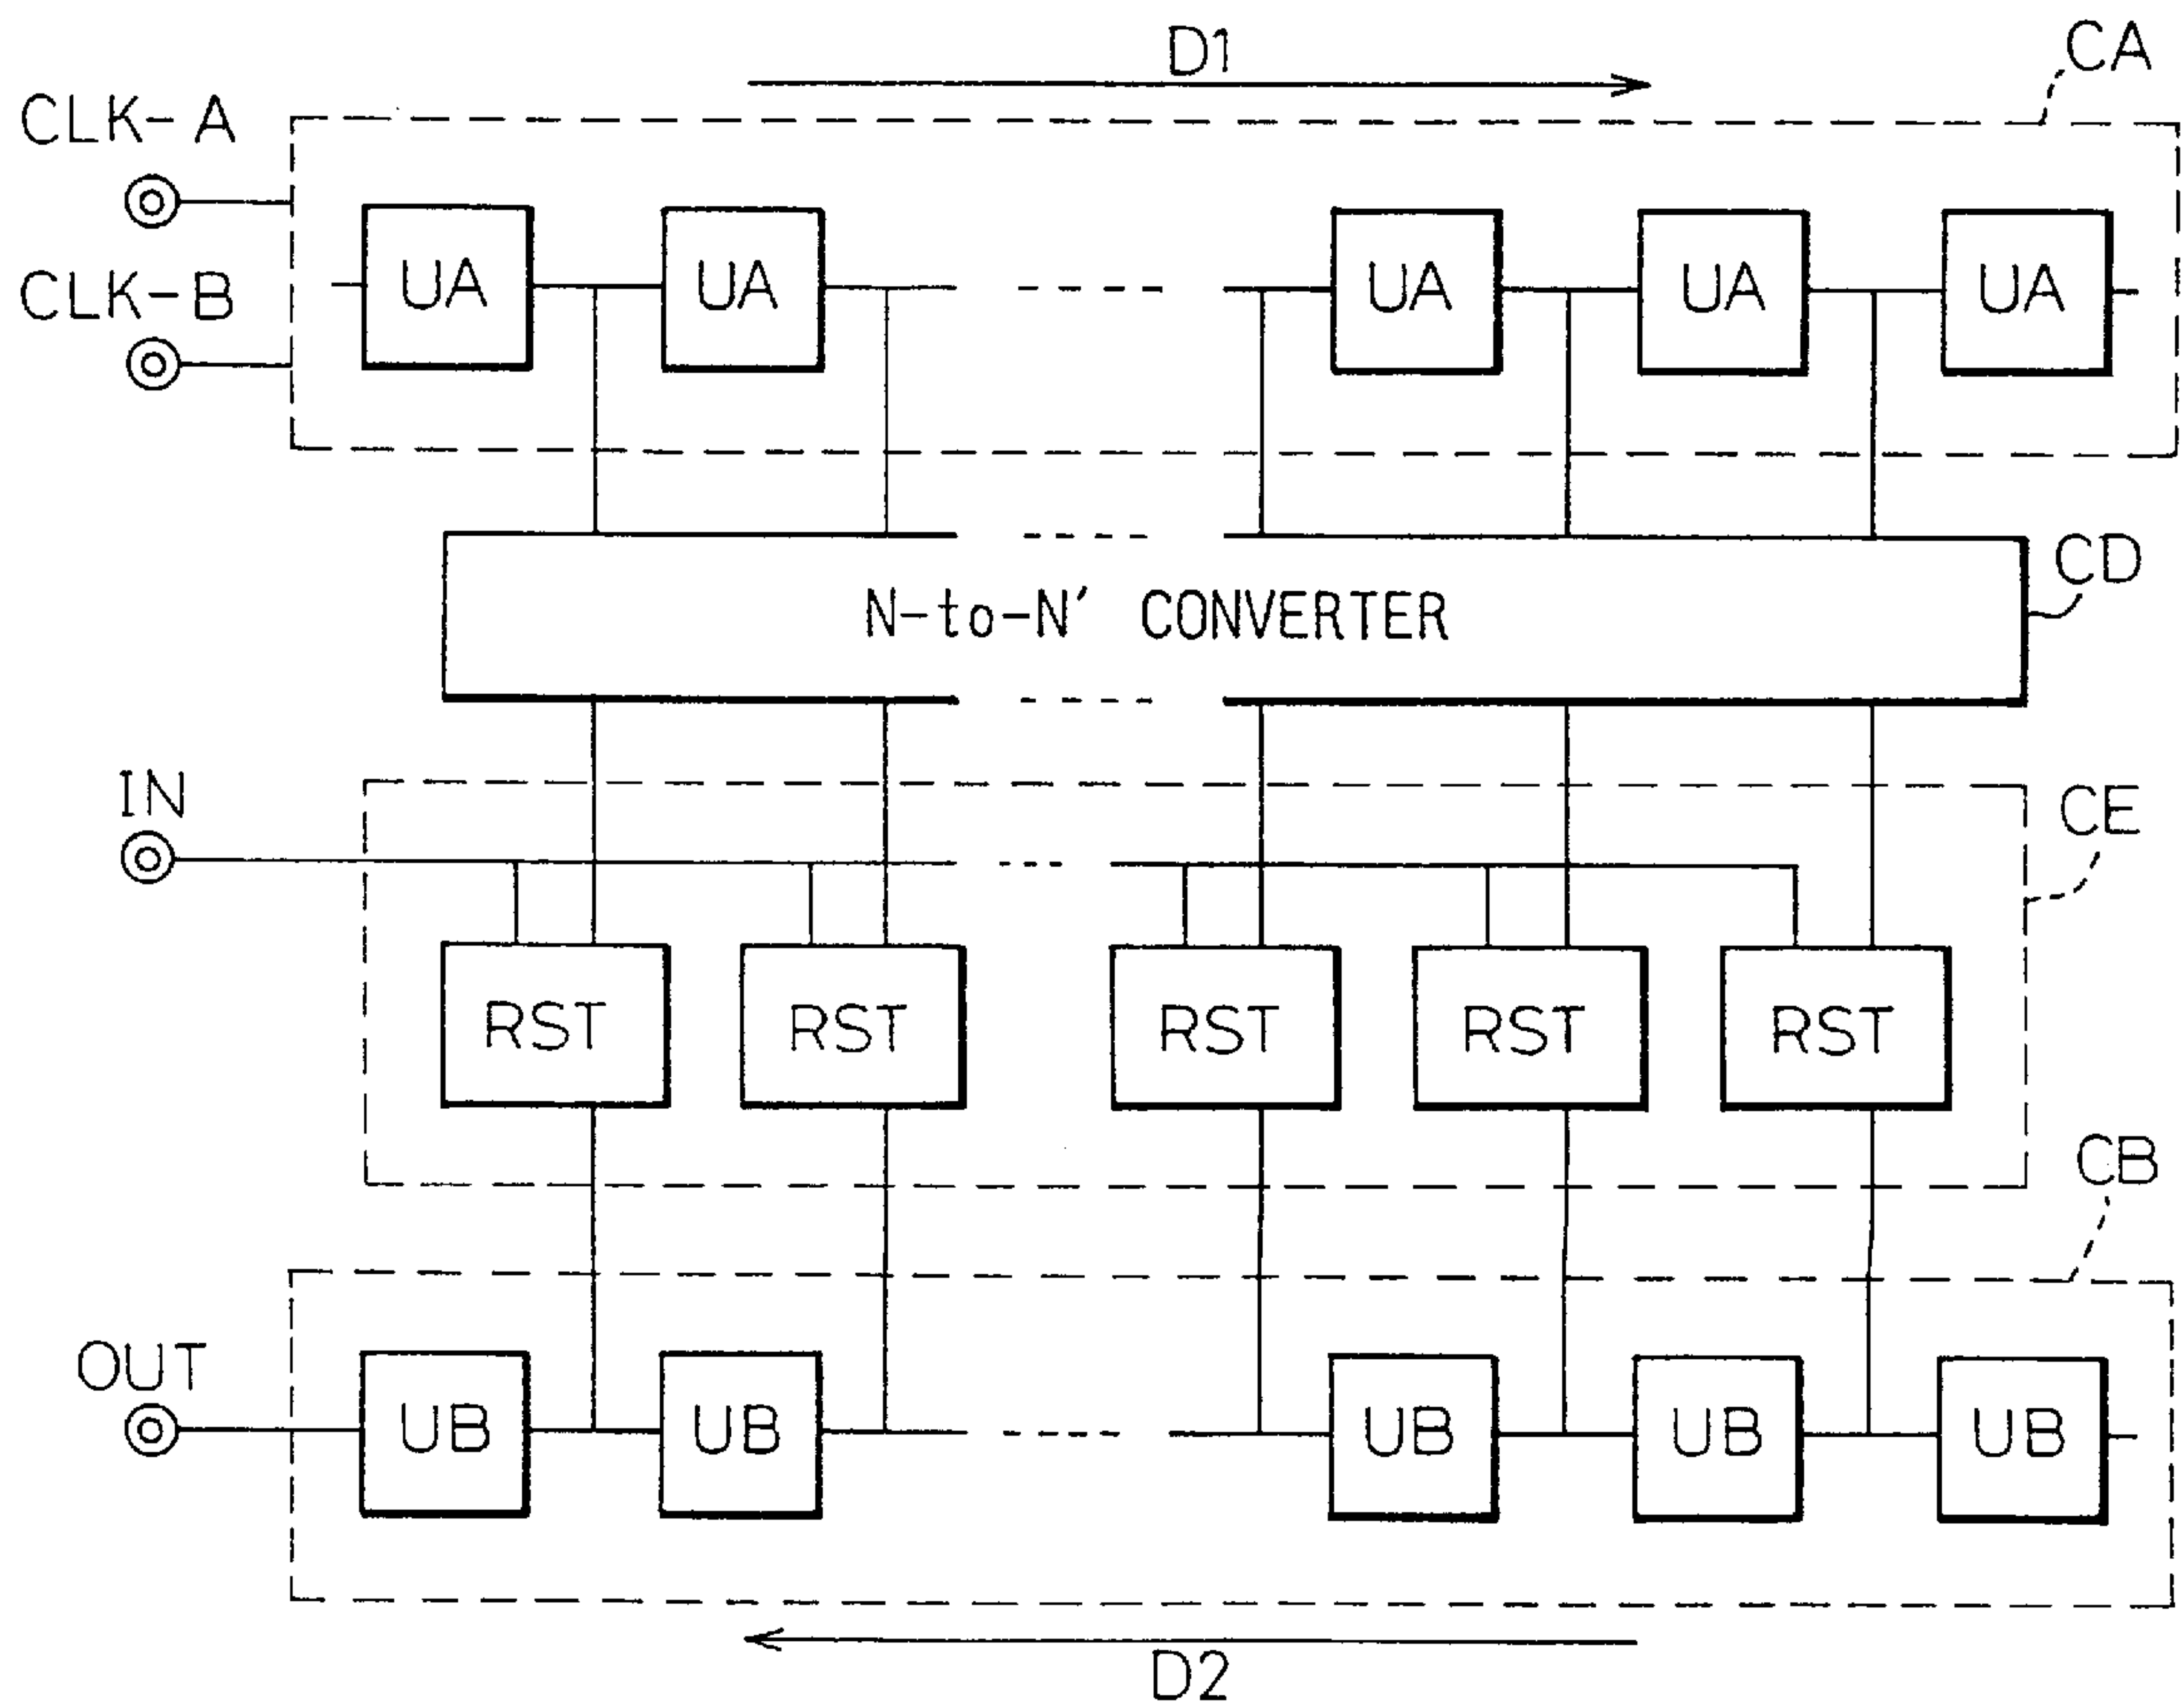 D1
CA
CLK-A
CLK-B
UA UA UA UA UA
CD
N-to-N' CONVERTER
IN
CE
RST RST RST RST RST
CB
OUT
UB UB UB UB UB
D2